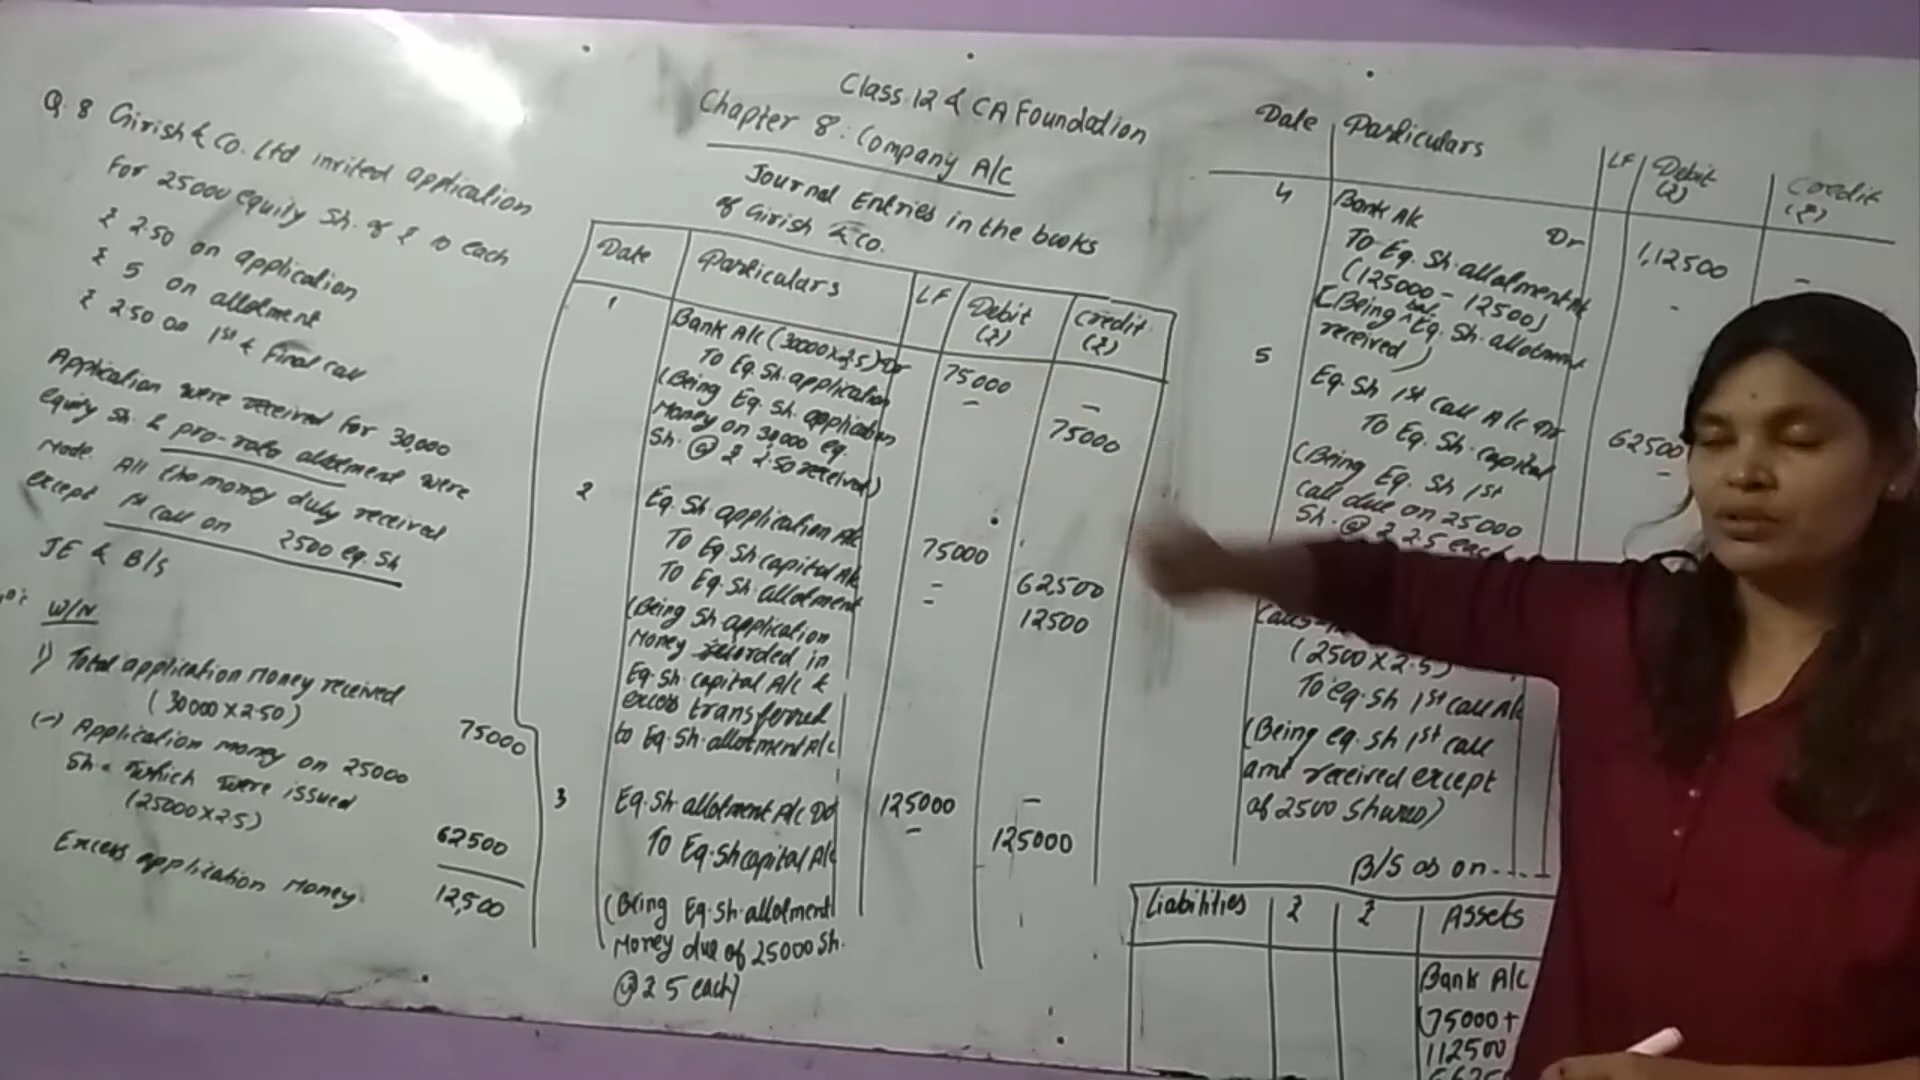 Class 12 & CA Foundation
Chapter 8: Company A/c
Q.8 Girish & Co. Ltd invited application
For 25000 equity Sh. of ₹ 10 each
₹ 2.50 on application
₹ 5 on allotment
₹ 2.50 on 1st & Final call
Application were received for 30,000
equity Sh. & pro-rata allotment were
Made. All the money duly received
except 1st call on 2500 eq. Sh
JE & B/S
W/N
1) Total application money received
(30000 x 2.50) 75000
(-) Application money on 25000
Sh. which were issued
(25000 x 2.5) 62500
Excess application Money 12,500
Journal Entries in the books
of Girish & Co.
Date Particulars LF Debit (₹) Credit (₹)
1 Bank A/c (30000x2.5) Dr 75000 -
To Eq. Sh. application - 75000
(Being Eq. Sh. application
Money on 30000 eq.
Sh. @ ₹ 2.50 received)
2 Eq. Sh application A/c 75000
To Eq Sh capital A/c - 62,500
To Eq. Sh. allotment - 12500
(Being Sh. application
Money recorded in
Eq. Sh. capital A/c &
excess transferred
to Eq. Sh. allotment A/c
3 Eq. Sh. allotment A/c Dr 125000 -
To Eq. Sh capital A/c - 125000
(Being Eq. Sh. allotment
Money due of 25000 Sh.
@ ₹ 5 each)
Date Particulars LF Debit (₹) Credit (₹)
4 Bank A/c Dr 1,12500 -
To Eq. Sh. allotment A/c -
(125000 - 12500)
(Being bal. Eq. Sh. allotment
received)
5 Eq. Sh 1st call A/c Dr 62500
To Eq. Sh. capital -
(Being Eq. Sh 1st
call due on 25000
Sh. @ ₹ 2.5 each
(2500 x 2.5)
To eq. sh 1st call A/c
(Being eq. sh 1st call
amt received except
of 2500 Shares)
B/S as on....
Liabilities ₹ ₹ Assets
Bank A/c
(75000 +
112500